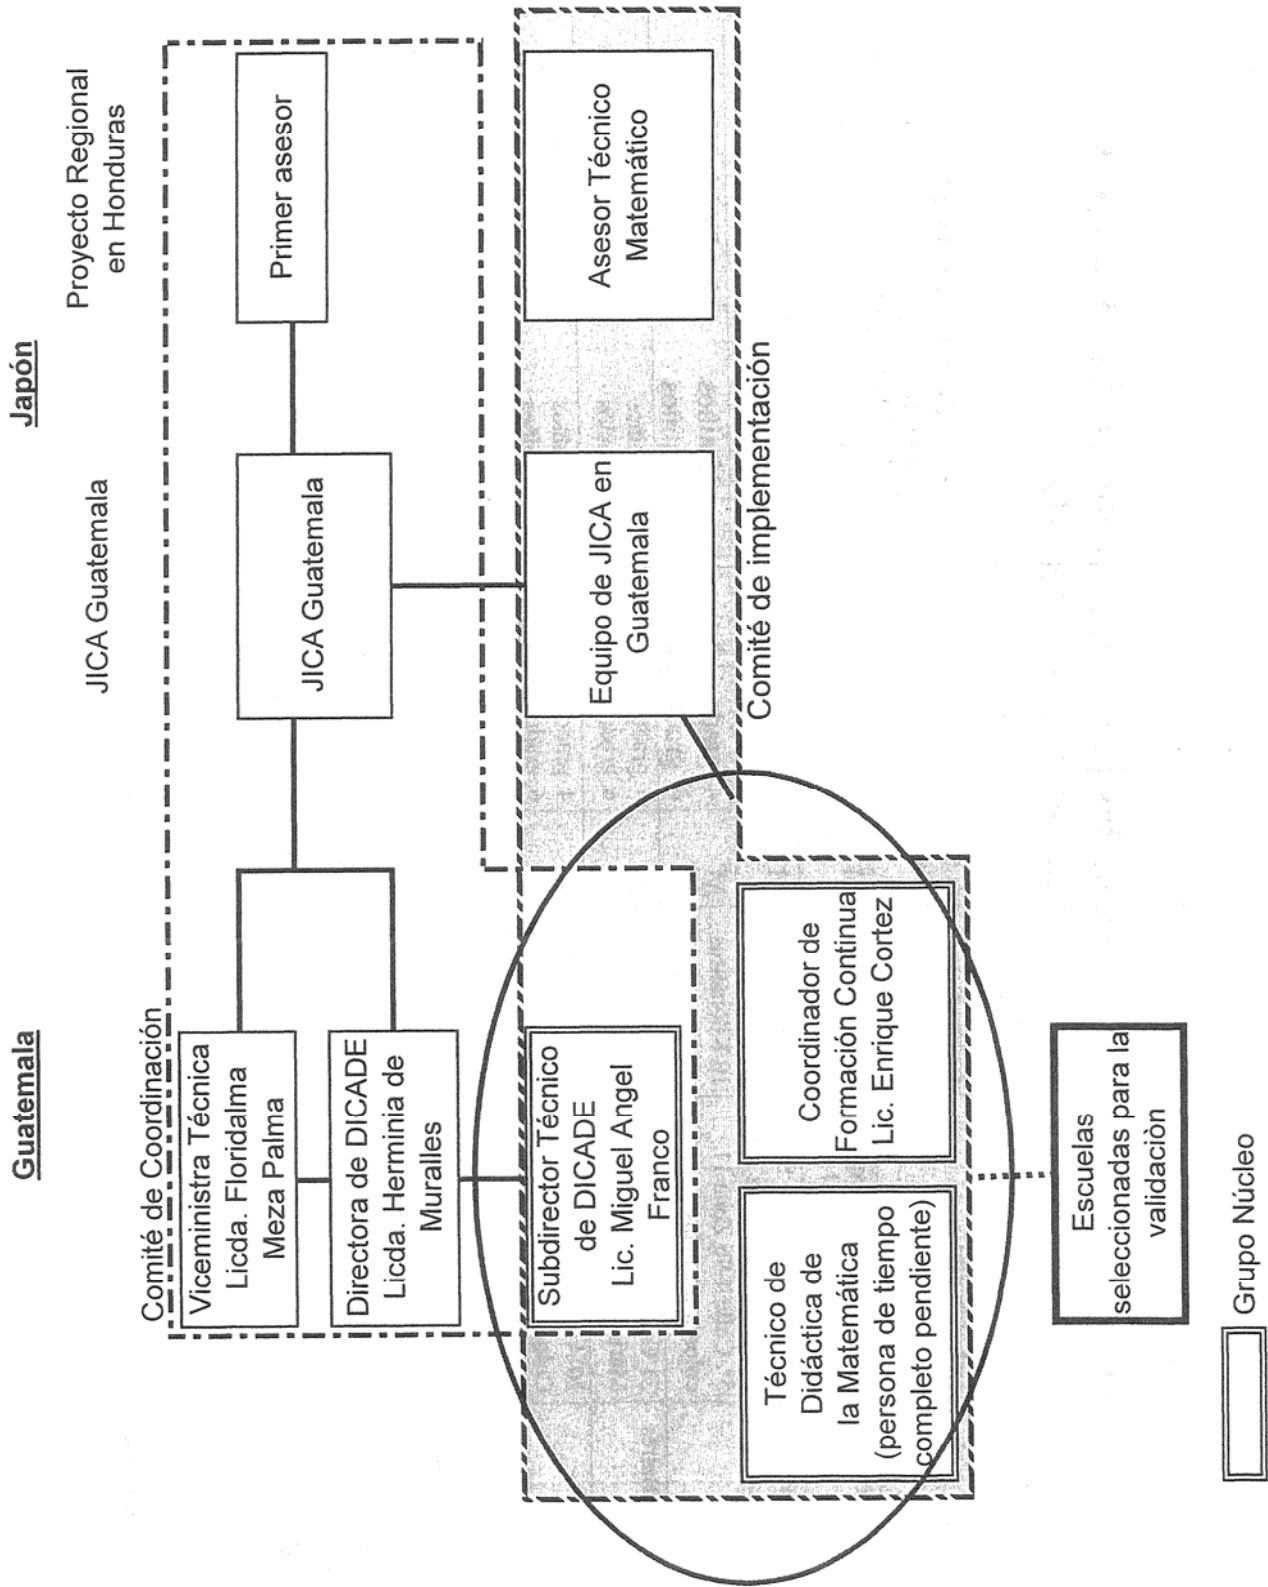 Guatemala
Japón
JICA Guatemala
Proyecto Regional
en Honduras
Comité de Coordinación
Viceministra Técnica
Licda. Floridalma
Meza Palma
Directora de DICADE
Licda. Herminia de
Muralles
JICA Guatemala
Primer asesor
Subdirector Técnico
de DICADE
Lic. Miguel Angel
Franco
Equipo de JICA en
Guatemala
Asesor Técnico
Matemático
Comité de implementación
Técnico de
Didáctica de
la Matemática
(persona de tiempo
completo pendiente)
Coordinador de
Formación Continua
Lic. Enrique Cortez
Escuelas
seleccionadas para la
validaciòn
Grupo Núcleo